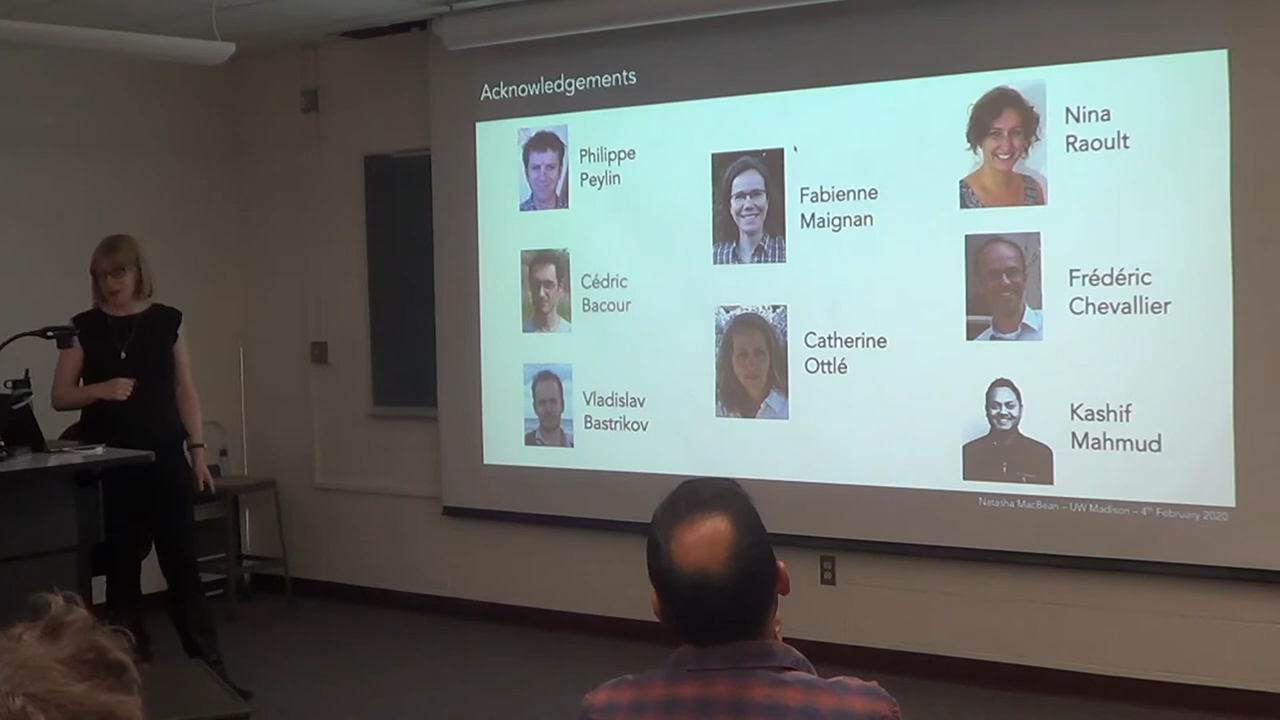 Acknowledgements
Philippe
Peylin
Cédric
Bacour
Vladislav
Bastrikov
Fabienne
Maignan
Catherine
Ottlé
Nina
Raoult
Frédéric
Chevallier
Kashif
Mahmud
Natasha MacBean – UW Madison – 4th February 2020